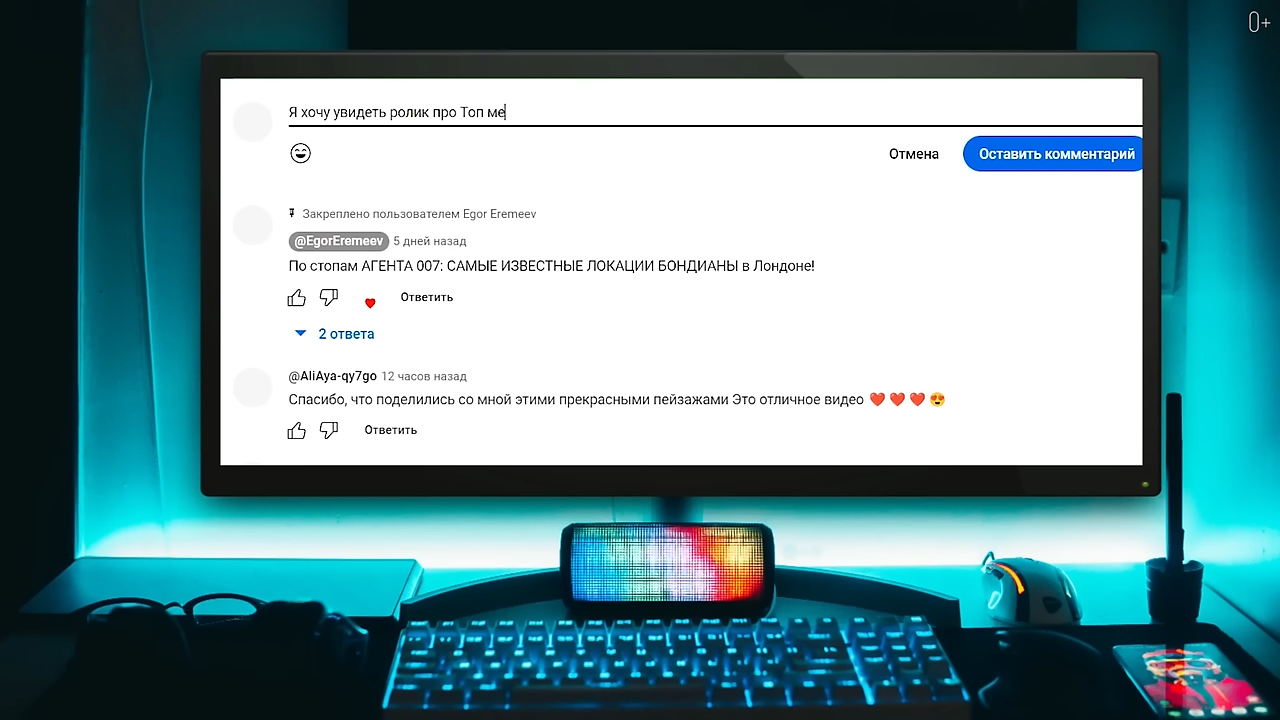 0+
Я хочу увидеть ролик про Топ ме
Отмена
Оставить комментарий
Закреплено пользователем Egor Eremeev
@EgorEremeev 5 дней назад
По стопам АГЕНТА 007: САМЫЕ ИЗВЕСТНЫЕ ЛОКАЦИИ БОНДИАНЫ в Лондоне!
Ответить
2 ответа
@AliAya-qy7go 12 часов назад
Спасибо, что поделились со мной этими прекрасными пейзажами Это отличное видео ❤️ ❤️ ❤️ 😍
Ответить